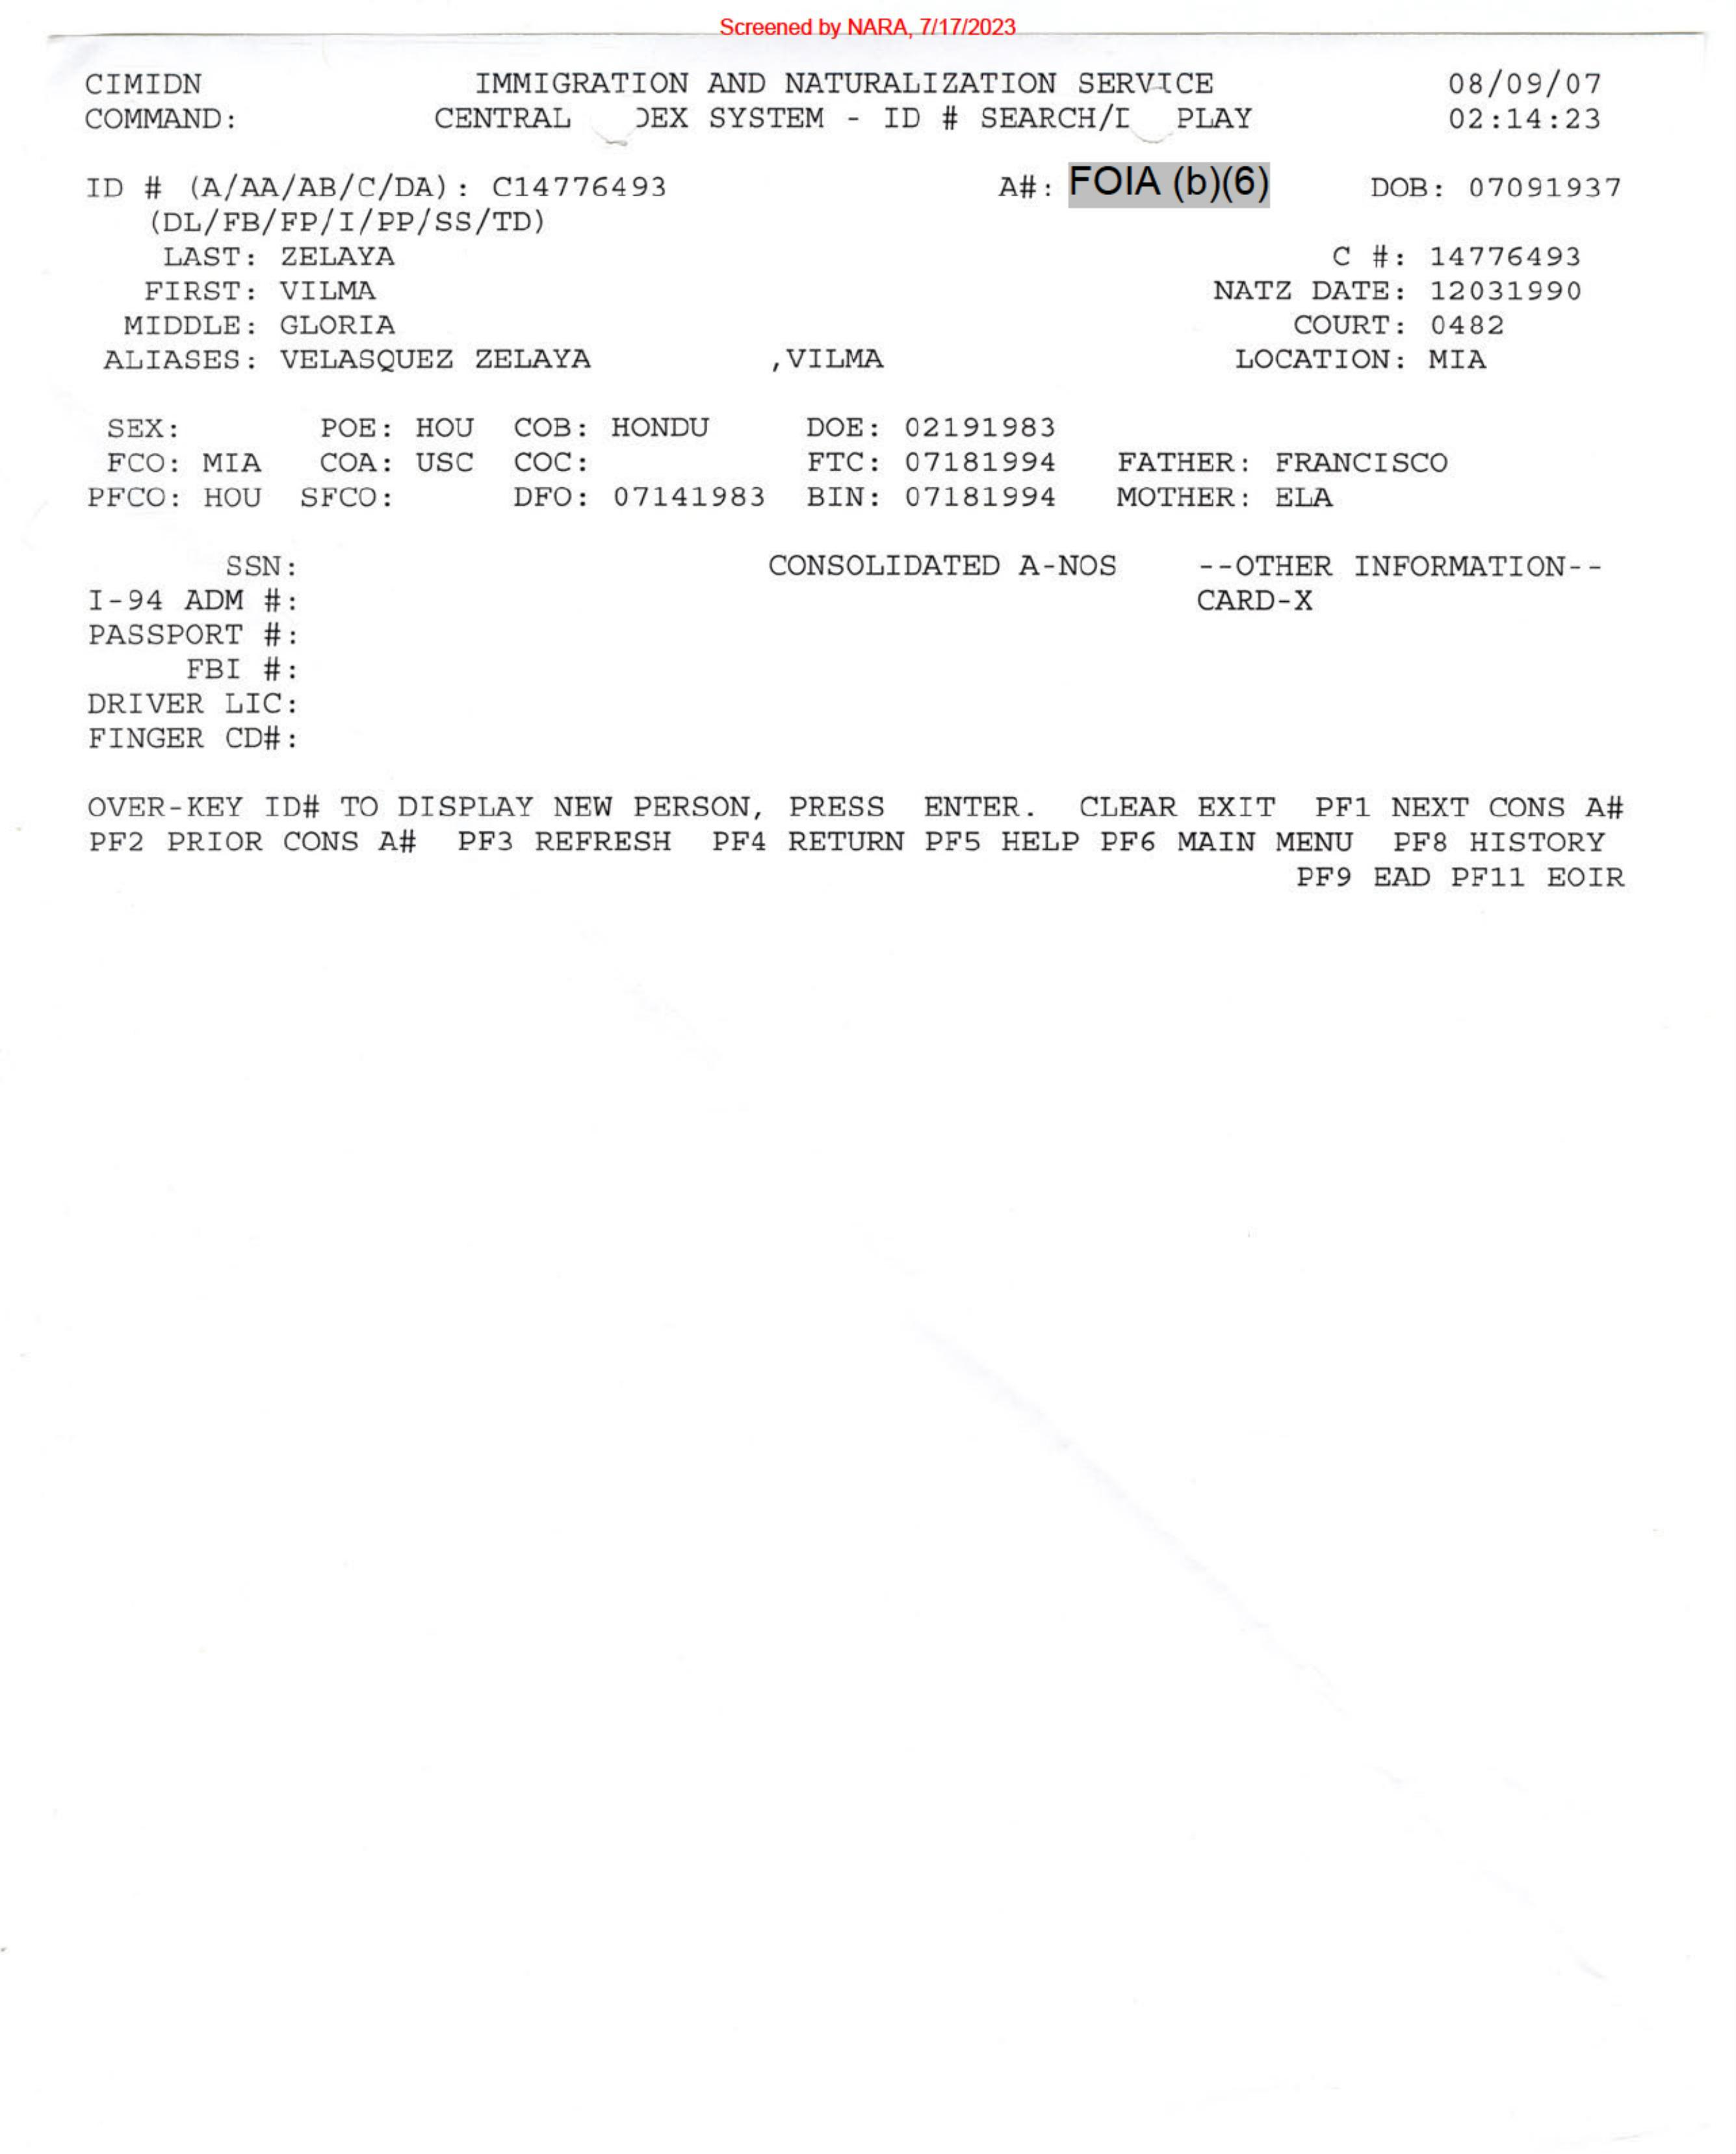 Screened by NARA, 7/17/2023
CIMIDN IMMIGRATION AND NATURALIZATION SERVICE 08/09/07
COMMAND: CENTRAL DEX SYSTEM - ID # SEARCH/D PLAY 02:14:23
ID # (A/AA/AB/C/DA): C14776493 A#: FOIA (b)(6) DOB: 07091937
(DL/FB/FP/I/PP/SS/TD)
LAST: ZELAYA C #: 14776493
FIRST: VILMA NATZ DATE: 12031990
MIDDLE: GLORIA COURT: 0482
ALIASES: VELASQUEZ ZELAYA ,VILMA LOCATION: MIA
SEX: POE: HOU COB: HONDU DOE: 02191983
FCO: MIA COA: USC COC: FTC: 07181994 FATHER: FRANCISCO
PFCO: HOU SFCO: DFO: 07141983 BIN: 07181994 MOTHER: ELA
SSN: CONSOLIDATED A-NOS --OTHER INFORMATION--
I-94 ADM #: CARD-X
PASSPORT #:
FBI #:
DRIVER LIC:
FINGER CD#:
OVER-KEY ID# TO DISPLAY NEW PERSON, PRESS ENTER. CLEAR EXIT PF1 NEXT CONS A#
PF2 PRIOR CONS A# PF3 REFRESH PF4 RETURN PF5 HELP PF6 MAIN MENU PF8 HISTORY
PF9 EAD PF11 EOIR